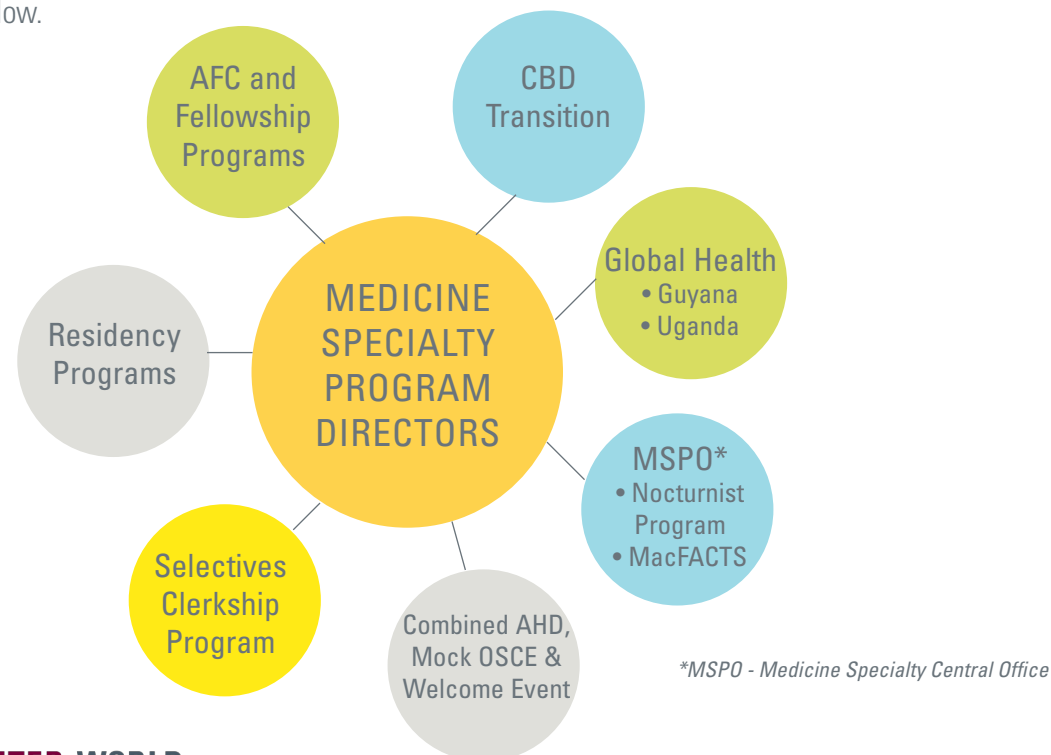 AFC and
Fellowship
Programs
CBD
Transition
Global Health
• Guyana
• Uganda
MEDICINE
SPECIALTY
PROGRAM
DIRECTORS
Residency
Programs
MSPO*
• Nocturnist
Program
• MacFACTS
Selectives
Clerkship
Program
Combined AHD,
Mock OSCE &
Welcome Event
*MSPO - Medicine Specialty Central Office
WORLD